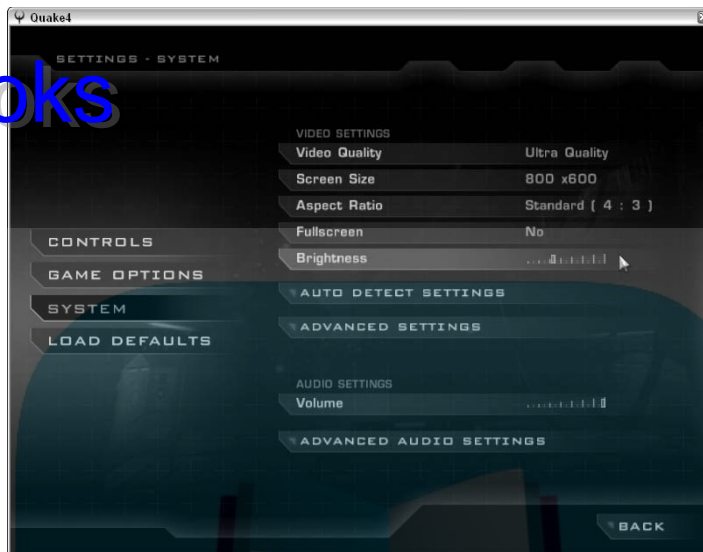 Quake4
SETTINGS - SYSTEM
oks
VIDEO SETTINGS
Video Quality Ultra Quality
Screen Size 800 x600
Aspect Ratio Standard ( 4 : 3 )
Fullscreen No
Brightness
CONTROLS
GAME OPTIONS
SYSTEM
LOAD DEFAULTS
AUTO DETECT SETTINGS
ADVANCED SETTINGS
AUDIO SETTINGS
Volume
ADVANCED AUDIO SETTINGS
BACK